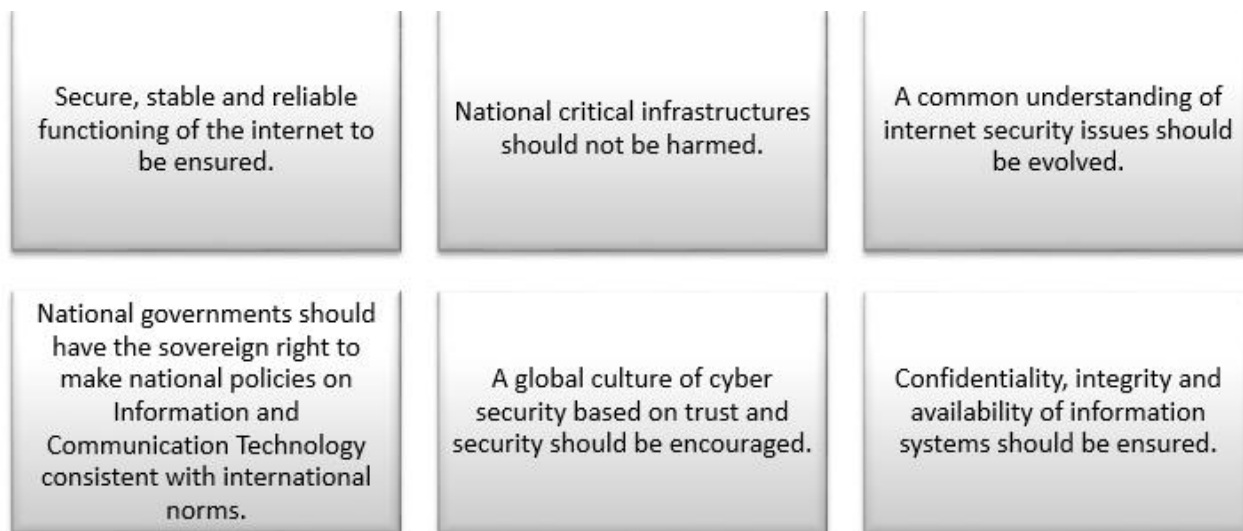 Secure, stable and reliable
functioning of the internet to
be ensured.
National critical infrastructures
should not be harmed.
A common understanding of
internet security issues should
be evolved.
National governments should
have the sovereign right to
make national policies on
Information and
Communication Technology
consistent with international
norms.
A global culture of cyber
security based on trust and
security should be encouraged.
Confidentiality, integrity and
availability of information
systems should be ensured.